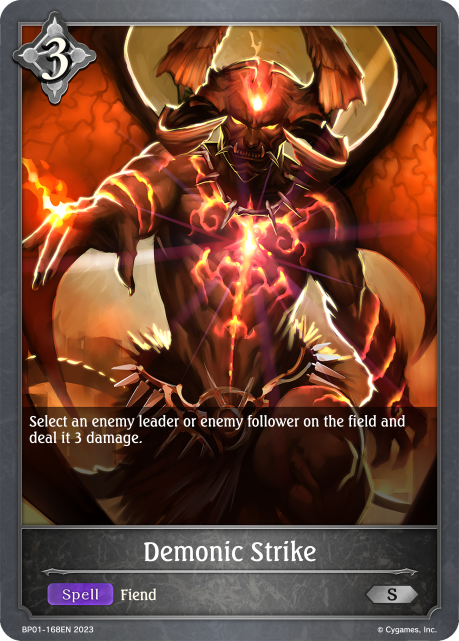 3
Select an enemy leader or enemy follower on the field and
deal it 3 damage.
Demonic Strike
Spell Fiend S
BP01-168EN 2023 © Cygames, Inc.